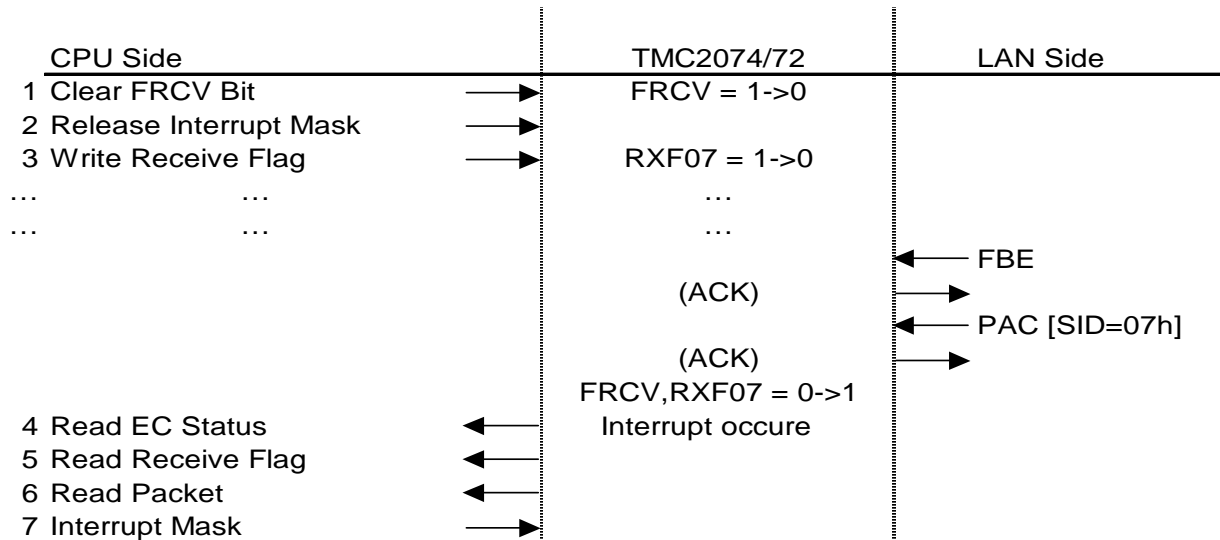 CPU Side TMC2074/72 LAN Side
1 Clear FRCV Bit FRCV = 1->0
2 Release Interrupt Mask
3 Write Receive Flag RXF07 = 1->0
... ... ...
... ... ...
FBE
(ACK)
PAC [SID=07h]
(ACK)
FRCV,RXF07 = 0->1
4 Read EC Status Interrupt occure
5 Read Receive Flag
6 Read Packet
7 Interrupt Mask